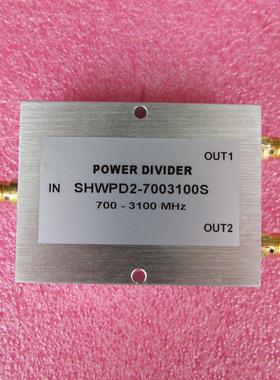 OUT1
POWER DIVIDER
IN SHWPD2-7003100S
700 - 3100 MHz
OUT2